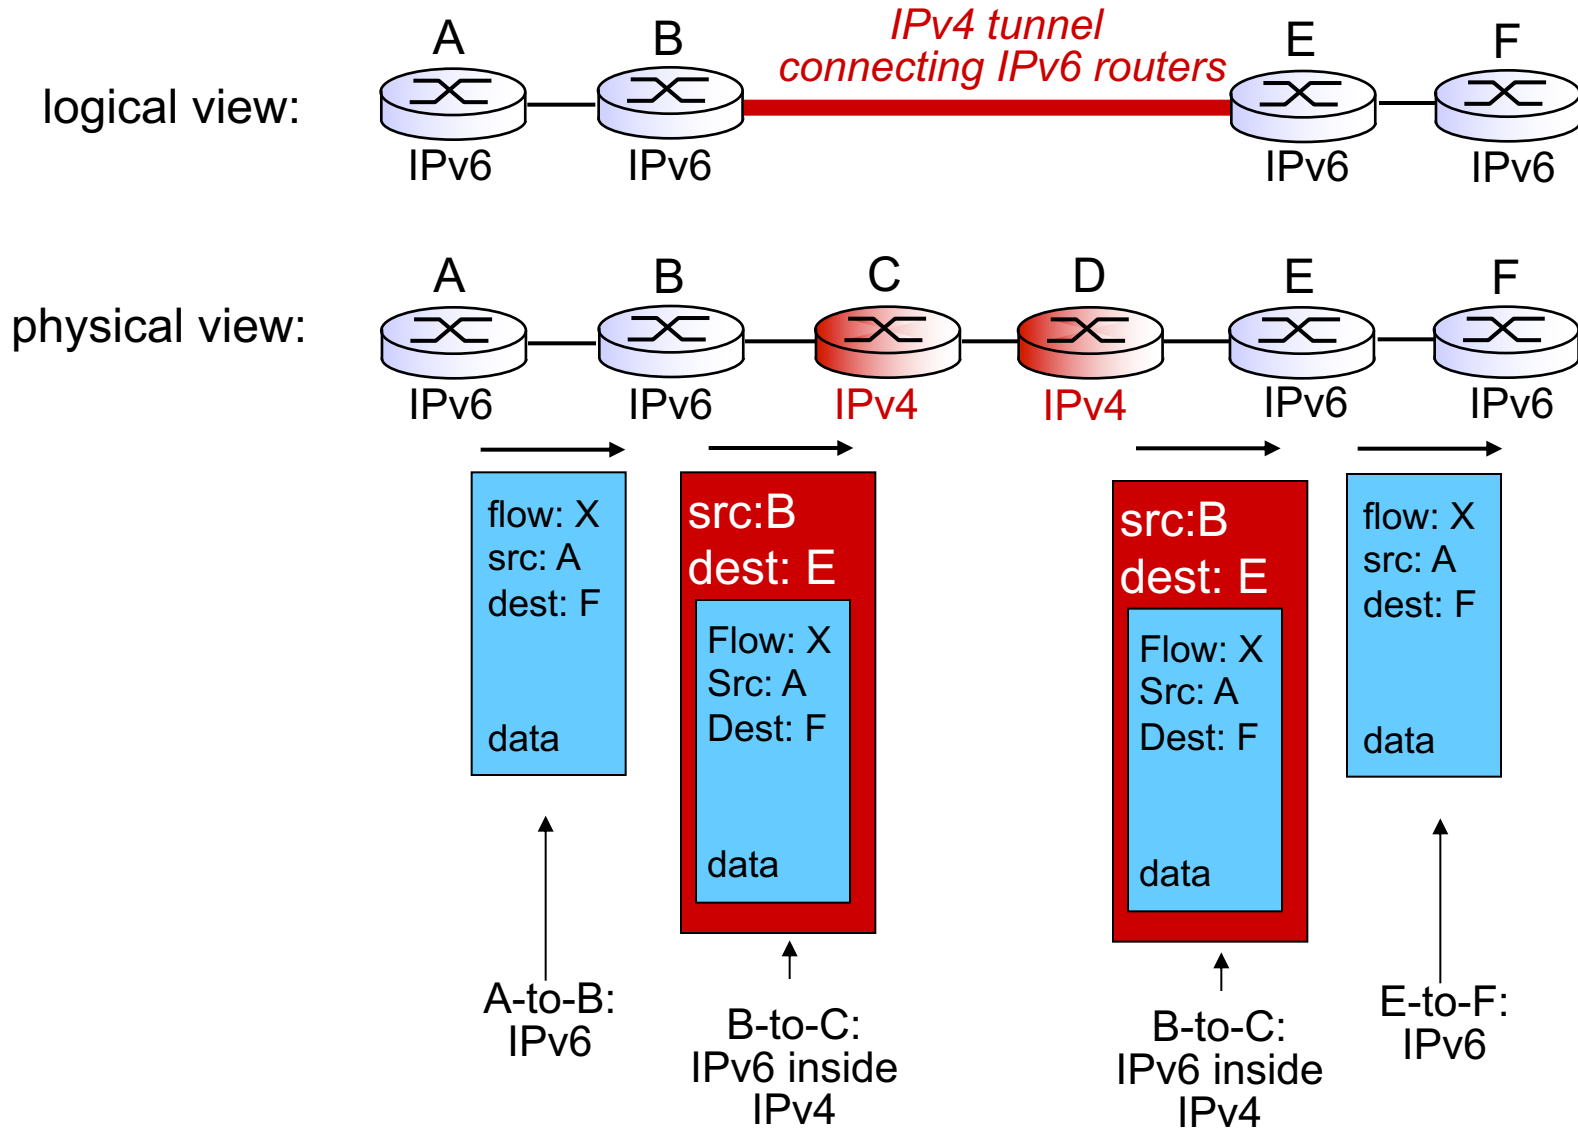 A
B
IPv4 tunnel
connecting IPv6 routers
E
F
logical view:
IPv6
IPv6
IPv6
IPv6
A
B
C
D
E
F
physical view:
IPv6
IPv6
IPv4
IPv4
IPv6
IPv6
flow: X
src: A
dest: F
data
src:B
dest: E
Flow: X
Src: A
Dest: F
data
src:B
dest: E
Flow: X
Src: A
Dest: F
data
flow: X
src: A
dest: F
data
A-to-B:
IPv6
B-to-C:
IPv6 inside
IPv4
B-to-C:
IPv6 inside
IPv4
E-to-F:
IPv6